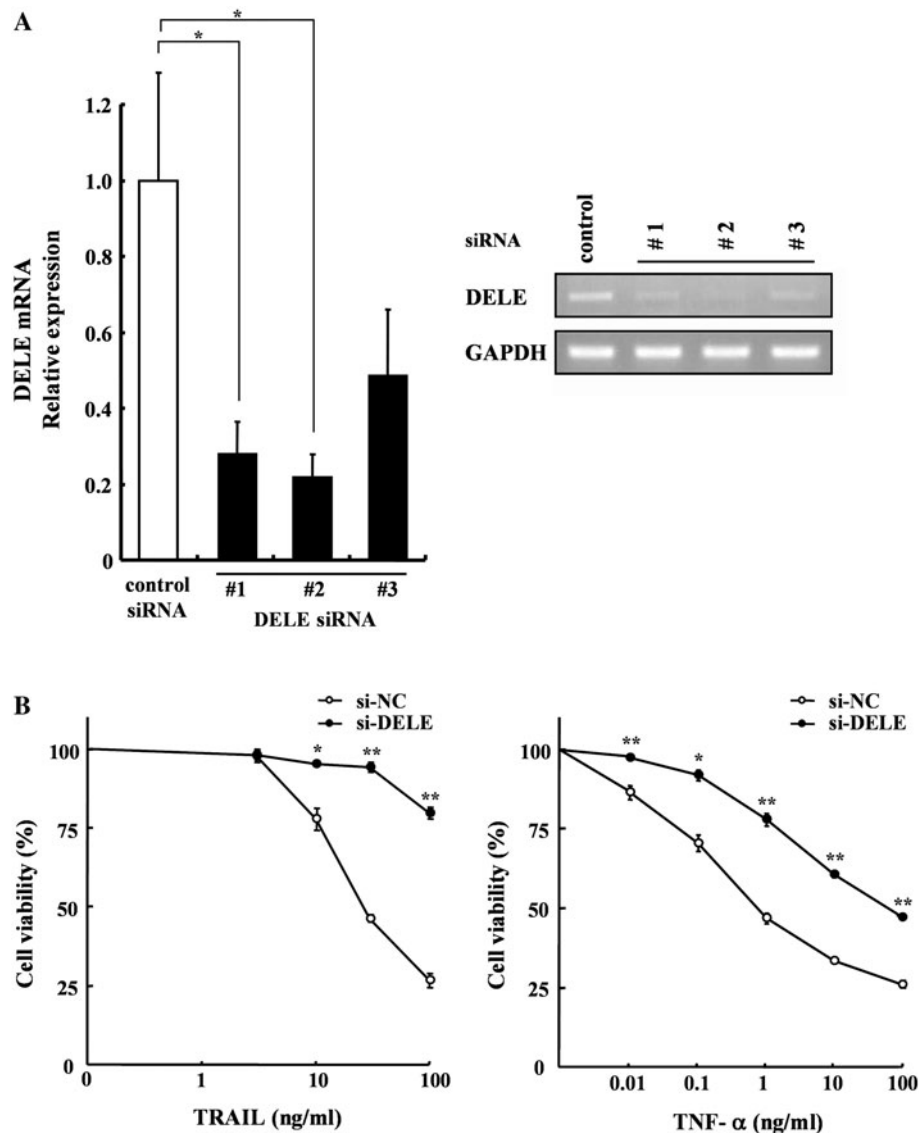 A
*
*
1.2
1.0
0.8
0.6
0.4
0.2
0
DELE mRNA
Relative expression
control
siRNA
#1
#2
#3
DELE siRNA
siRNA
control
# 1
# 2
# 3
DELE
GAPDH
B
si-NC
si-DELE
100
75
50
25
0
Cell viability (%)
*
**
**
0
1
10
100
TRAIL (ng/ml)
si-NC
si-DELE
100
75
50
25
0
Cell viability (%)
**
*
**
**
**
0.01
0.1
1
10
100
TNF- α (ng/ml)